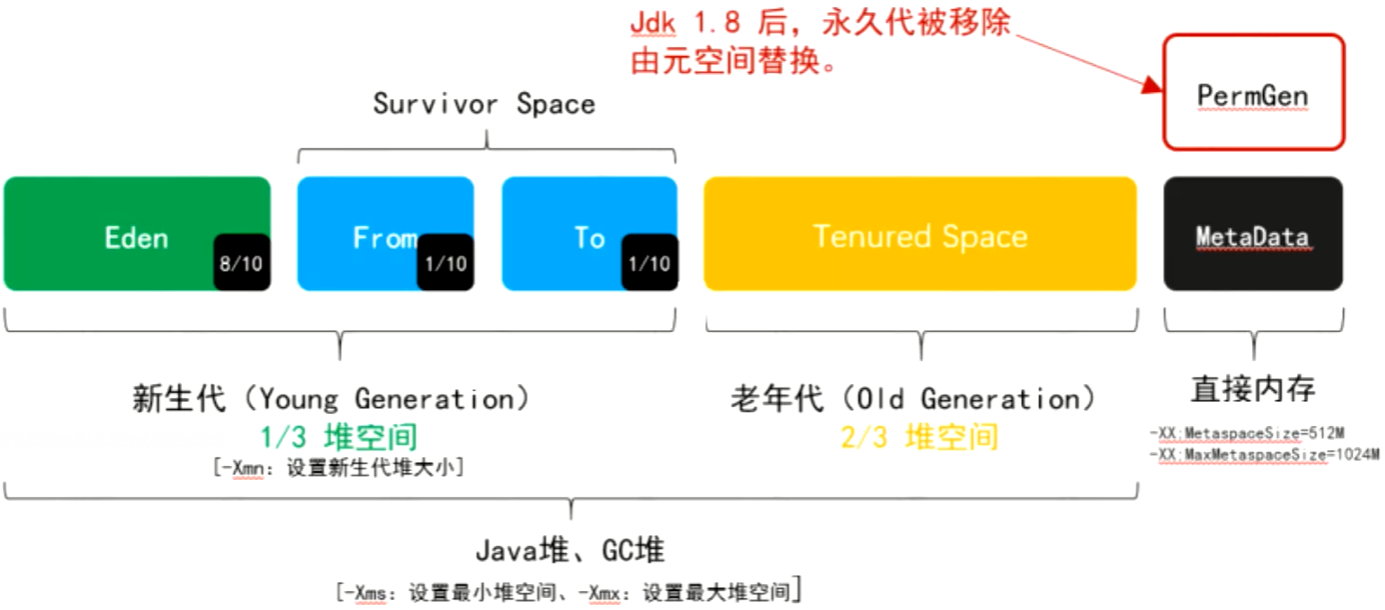 Jdk 1.8 后，永久代被移除
由元空间替换。
PermGen
Survivor Space
Eden
8/10
From
1/10
To
1/10
Tenured Space
MetaData
新生代（Young Generation）
1/3 堆空间
[-Xmn：设置新生代堆大小]
老年代（Old Generation）
2/3 堆空间
直接内存
-XX:MetaspaceSize=512M
-XX:MaxMetaspaceSize=1024M
Java堆、GC堆
[-Xms：设置最小堆空间、-Xmx：设置最大堆空间]